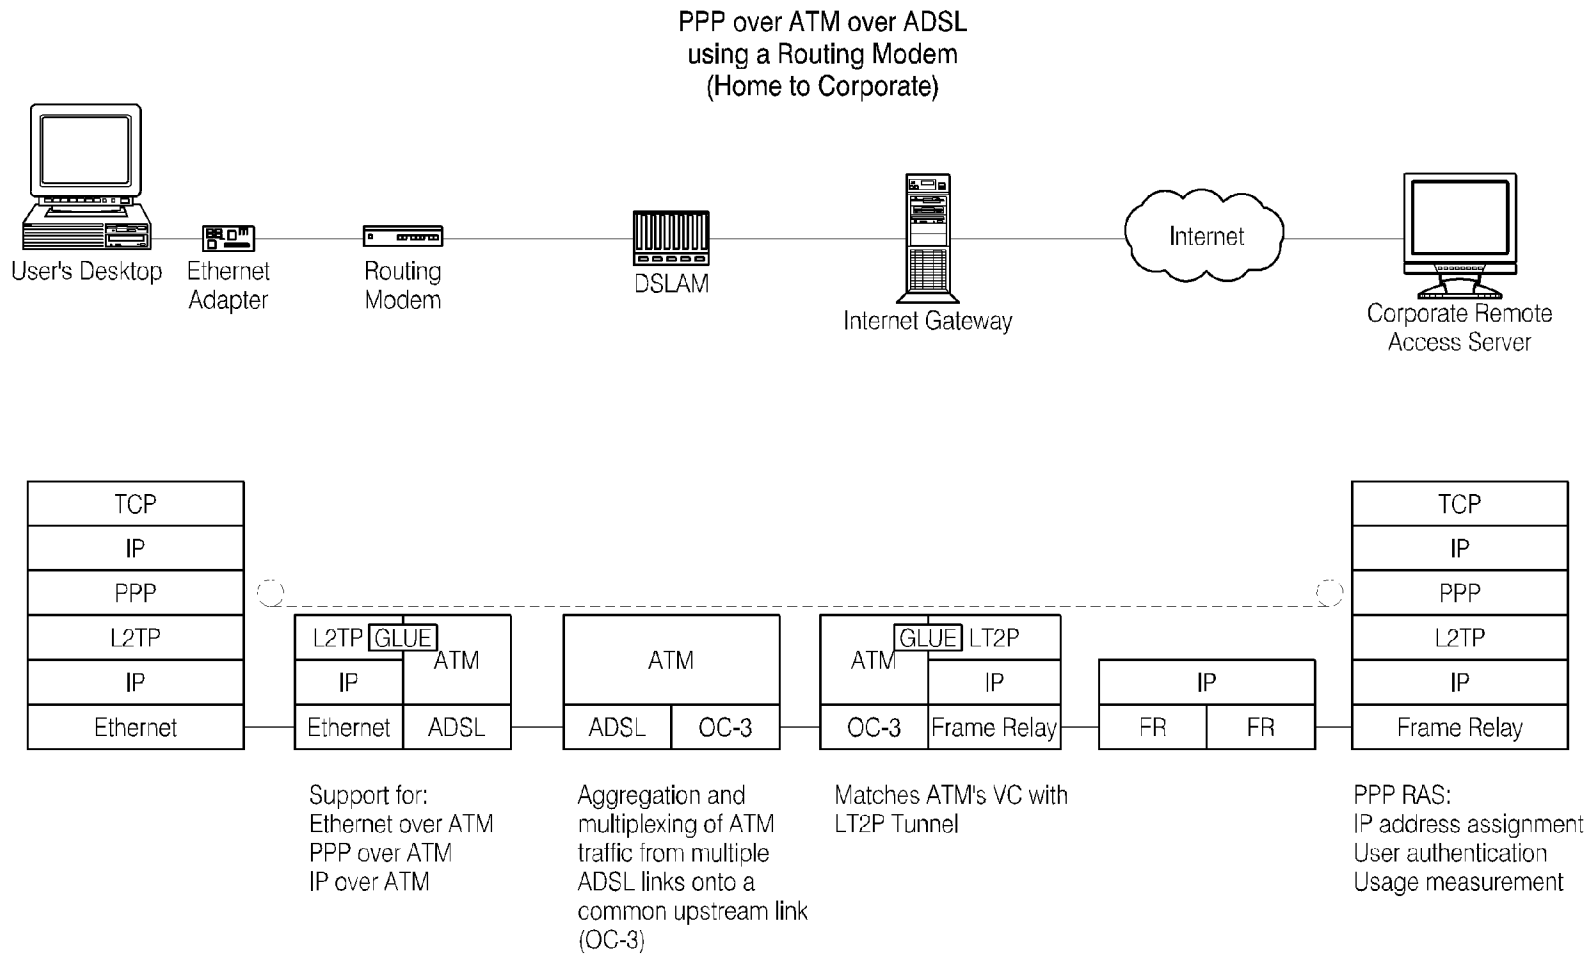 PPP over ATM over ADSL
using a Routing Modem
(Home to Corporate)
User's Desktop
Ethernet
Adapter
Routing
Modem
DSLAM
Internet Gateway
Internet
Corporate Remote
Access Server
TCP
IP
PPP
L2TP
IP
Ethernet
L2TP
GLUE
ATM
IP
Ethernet
ADSL
ATM
ADSL
OC-3
ATM
GLUE
LT2P
IP
OC-3
Frame Relay
IP
FR
FR
TCP
IP
PPP
L2TP
IP
Frame Relay
Support for:
Ethernet over ATM
PPP over ATM
IP over ATM
Aggregation and
multiplexing of ATM
traffic from multiple
ADSL links onto a
common upstream link
(OC-3)
Matches ATM's VC with
LT2P Tunnel
PPP RAS:
IP address assignment
User authentication
Usage measurement